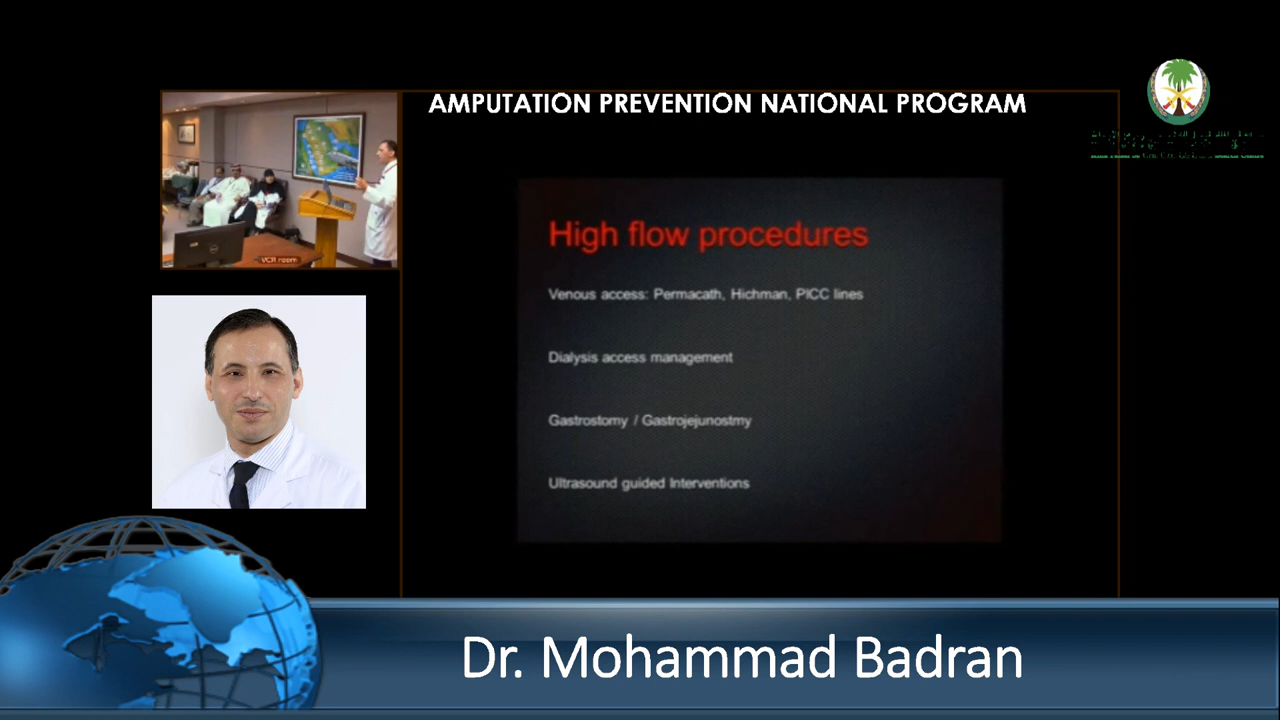 AMPUTATION PREVENTION NATIONAL PROGRAM
VCR room
High flow procedures
Venous access: Permacath, Hichman, PICC lines
Dialysis access management
Gastrostomy / Gastrojejunostmy
Ultrasound guided Interventions
Dr. Mohammad Badran